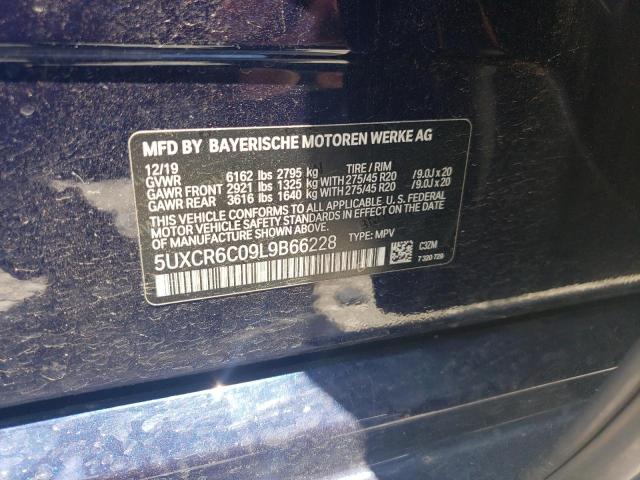 MFD BY BAYERISCHE MOTOREN WERKE AG
12/19 TIRE / RIM
GVWR 6162 lbs 2795 kg
GAWR FRONT 2921 lbs 1325 kg WITH 275/45 R20 /9.0J x 20
GAWR REAR 3616 lbs 1640 kg WITH 275/45 R20 /9.0J x 20
THIS VEHICLE CONFORMS TO ALL APPLICABLE U.S. FEDERAL
MOTOR VEHICLE SAFETY STANDARDS IN EFFECT ON THE
DATE OF MANUFACTURE SHOWN ABOVE.
5UXCR6C09L9B66228 TYPE: MPV
C3ZM
7 320 729